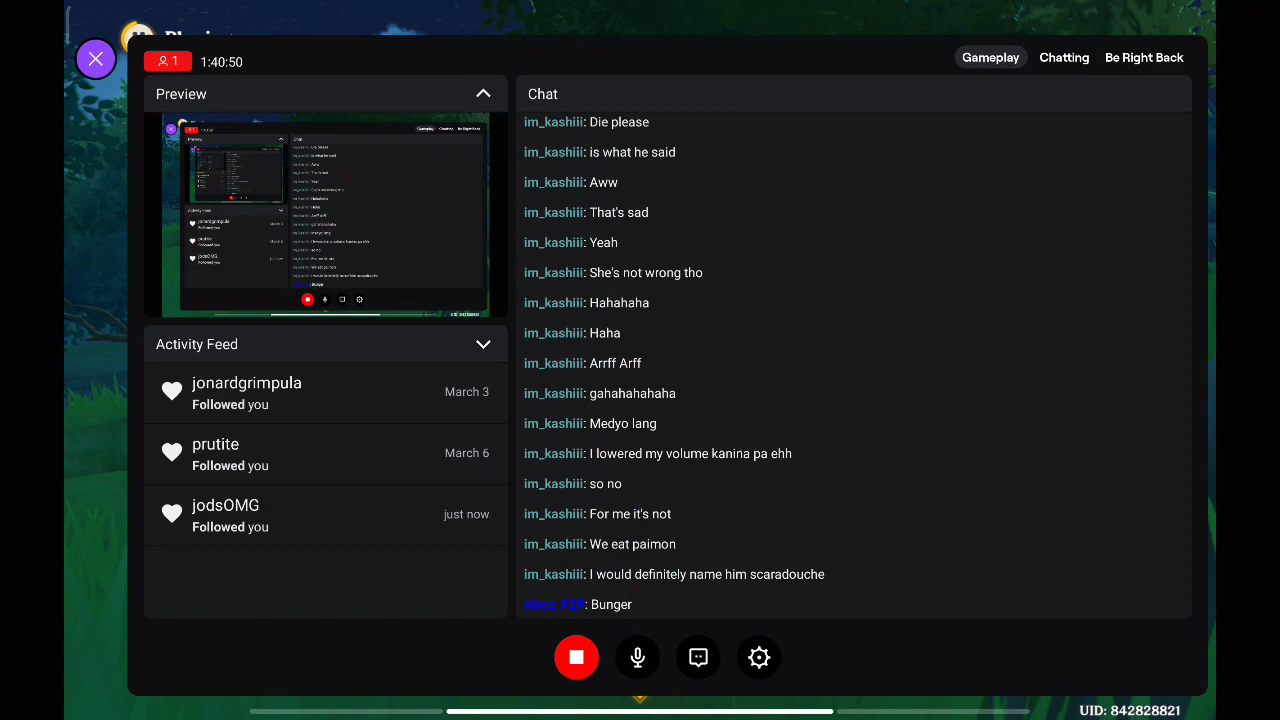 1
1:40:50
Gameplay
Chatting
Be Right Back
Preview
Activity Feed
jonardgrimpula
Followed you
March 3
prutite
Followed you
March 6
jodsOMG
Followed you
just now
Chat
im_kashiii: Die please
im_kashiii: is what he said
im_kashiii: Aww
im_kashiii: That's sad
im_kashiii: Yeah
im_kashiii: She's not wrong tho
im_kashiii: Hahahaha
im_kashiii: Haha
im_kashiii: Arrff Arff
im_kashiii: gahahahahaha
im_kashiii: Medyo lang
im_kashiii: I lowered my volume kanina pa ehh
im_kashiii: so no
im_kashiii: For me it's not
im_kashiii: We eat paimon
im_kashiii: I would definitely name him scaradouche
: Bunger
UID: 842828821